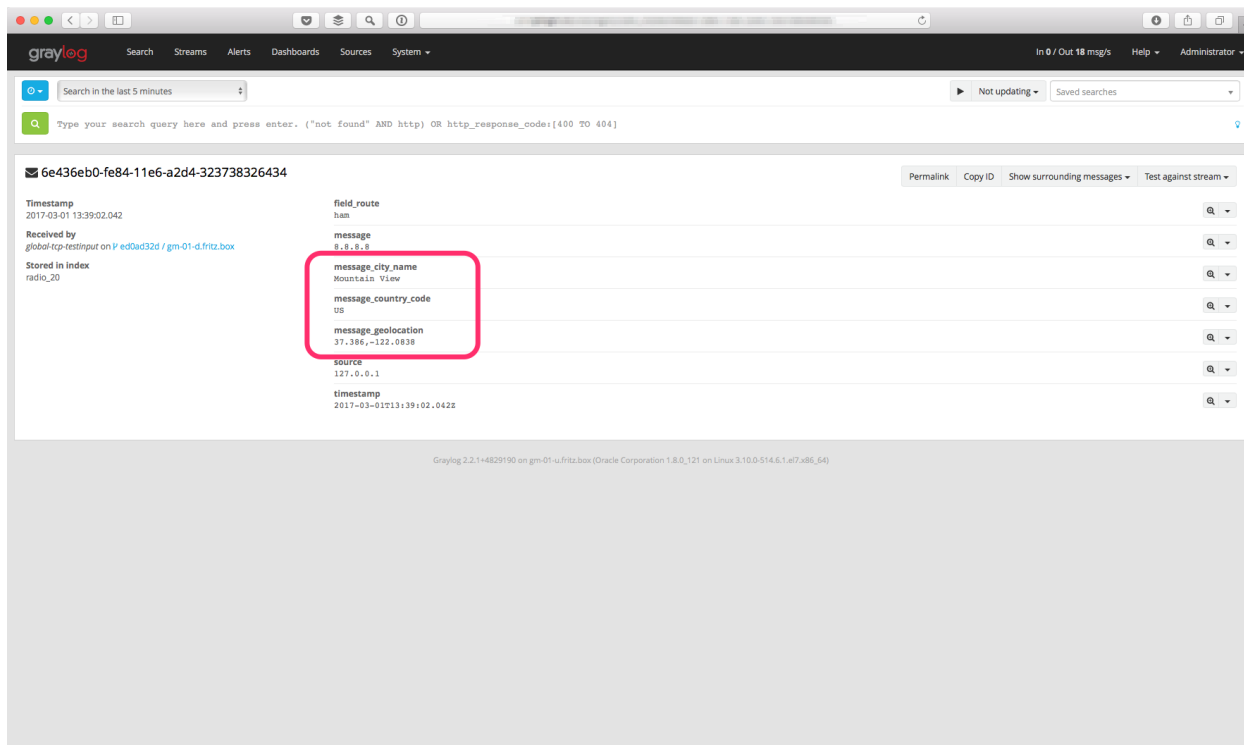 graylog Search Streams Alerts Dashboards Sources System In 0 / Out 18 msg/s Help Administrator
Search in the last 5 minutes Not updating Saved searches
Type your search query here and press enter. ("not found" AND http) OR http_response_code:[400 TO 404]
6e436eb0-fe84-11e6-a2d4-323738326434
Permalink Copy ID Show surrounding messages Test against stream
Timestamp
2017-03-01 13:39:02.042
Received by
global-tcp-testinput on ed0ad32d / gm-01-d.fritz.box
Stored in index
radio_20
field_route
ham
message
8.8.8.8
message_city_name
Mountain View
message_country_code
US
message_geolocation
37.386,-122.0838
source
127.0.0.1
timestamp
2017-03-01T13:39:02.042Z
Graylog 2.2.1+4829190 on gm-01-u.fritz.box (Oracle Corporation 1.8.0_121 on Linux 3.10.0-514.6.1.el7.x86_64)